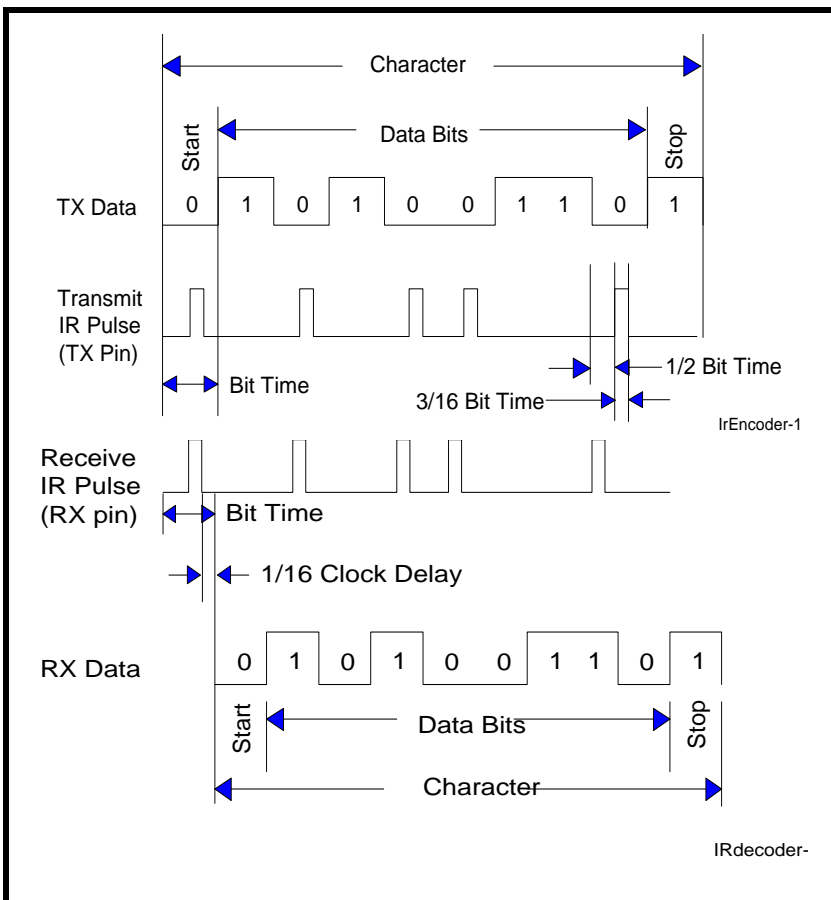 Character
Start
Data Bits
Stop
TX Data
0 1 0 1 0 0 1 1 0 1
Transmit
IR Pulse
(TX Pin)
Bit Time
1/2 Bit Time
3/16 Bit Time
IrEncoder-1
Receive
IR Pulse
(RX pin)
Bit Time
1/16 Clock Delay
RX Data
0 1 0 1 0 0 1 1 0 1
Start
Data Bits
Stop
Character
IRdecoder-